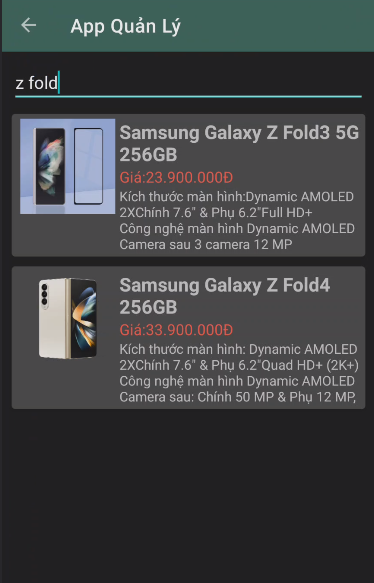 App Quản Lý
z fold
Samsung Galaxy Z Fold3 5G
256GB
Giá:23.900.000Đ
Kích thước màn hình:Dynamic AMOLED
2XChính 7.6" & Phụ 6.2"Full HD+
Công nghệ màn hình Dynamic AMOLED
Camera sau 3 camera 12 MP
Samsung Galaxy Z Fold4
256GB
Giá:33.900.000Đ
Kích thước màn hình: Dynamic AMOLED
2XChính 7.6" & Phụ 6.2"Quad HD+ (2K+)
Công nghệ màn hình Dynamic AMOLED
Camera sau: Chính 50 MP & Phụ 12 MP,